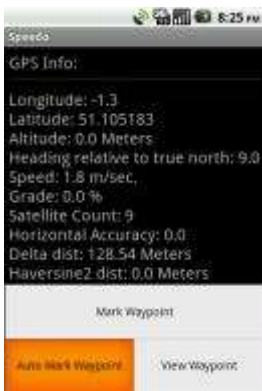 8:25 PM
Speedo
GPS Info:
Longitude: -1.3
Latitude: 51.105183
Altitude: 0.0 Meters
Heading relative to true north: 9.0
Speed: 1.8 m/sec.
Grade: 0.0 %
Satellite Count: 9
Horizontal Accuracy: 0.0
Delta dist: 128.54 Meters
Haversine2 dist: 0.0 Meters
Mark Waypoint
Auto Mark Waypoint
View Waypoint